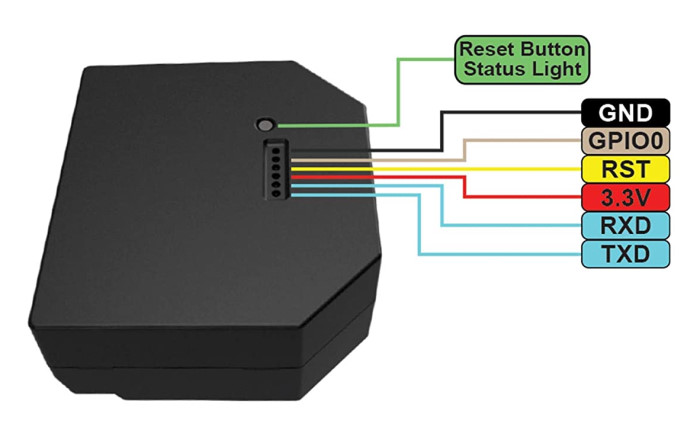 Reset Button
Status Light
GND
GPIO0
RST
3.3V
RXD
TXD